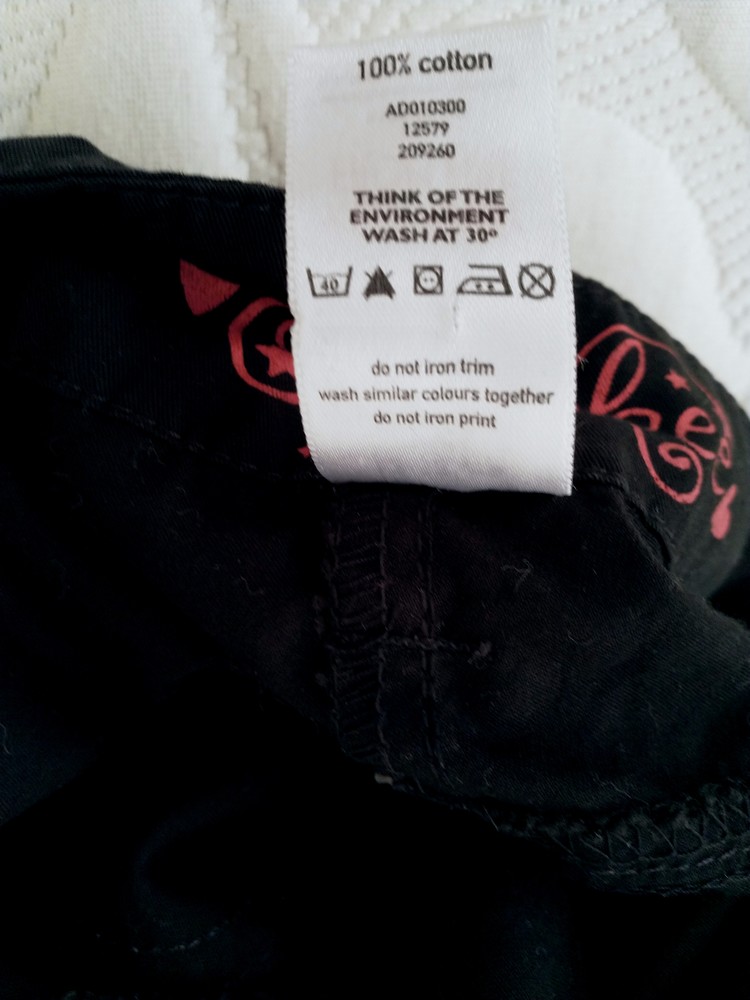 100% cotton
AD010300
12579
209260
THINK OF THE
ENVIRONMENT
WASH AT 30º
40
do not iron trim
wash similar colours together
do not iron print